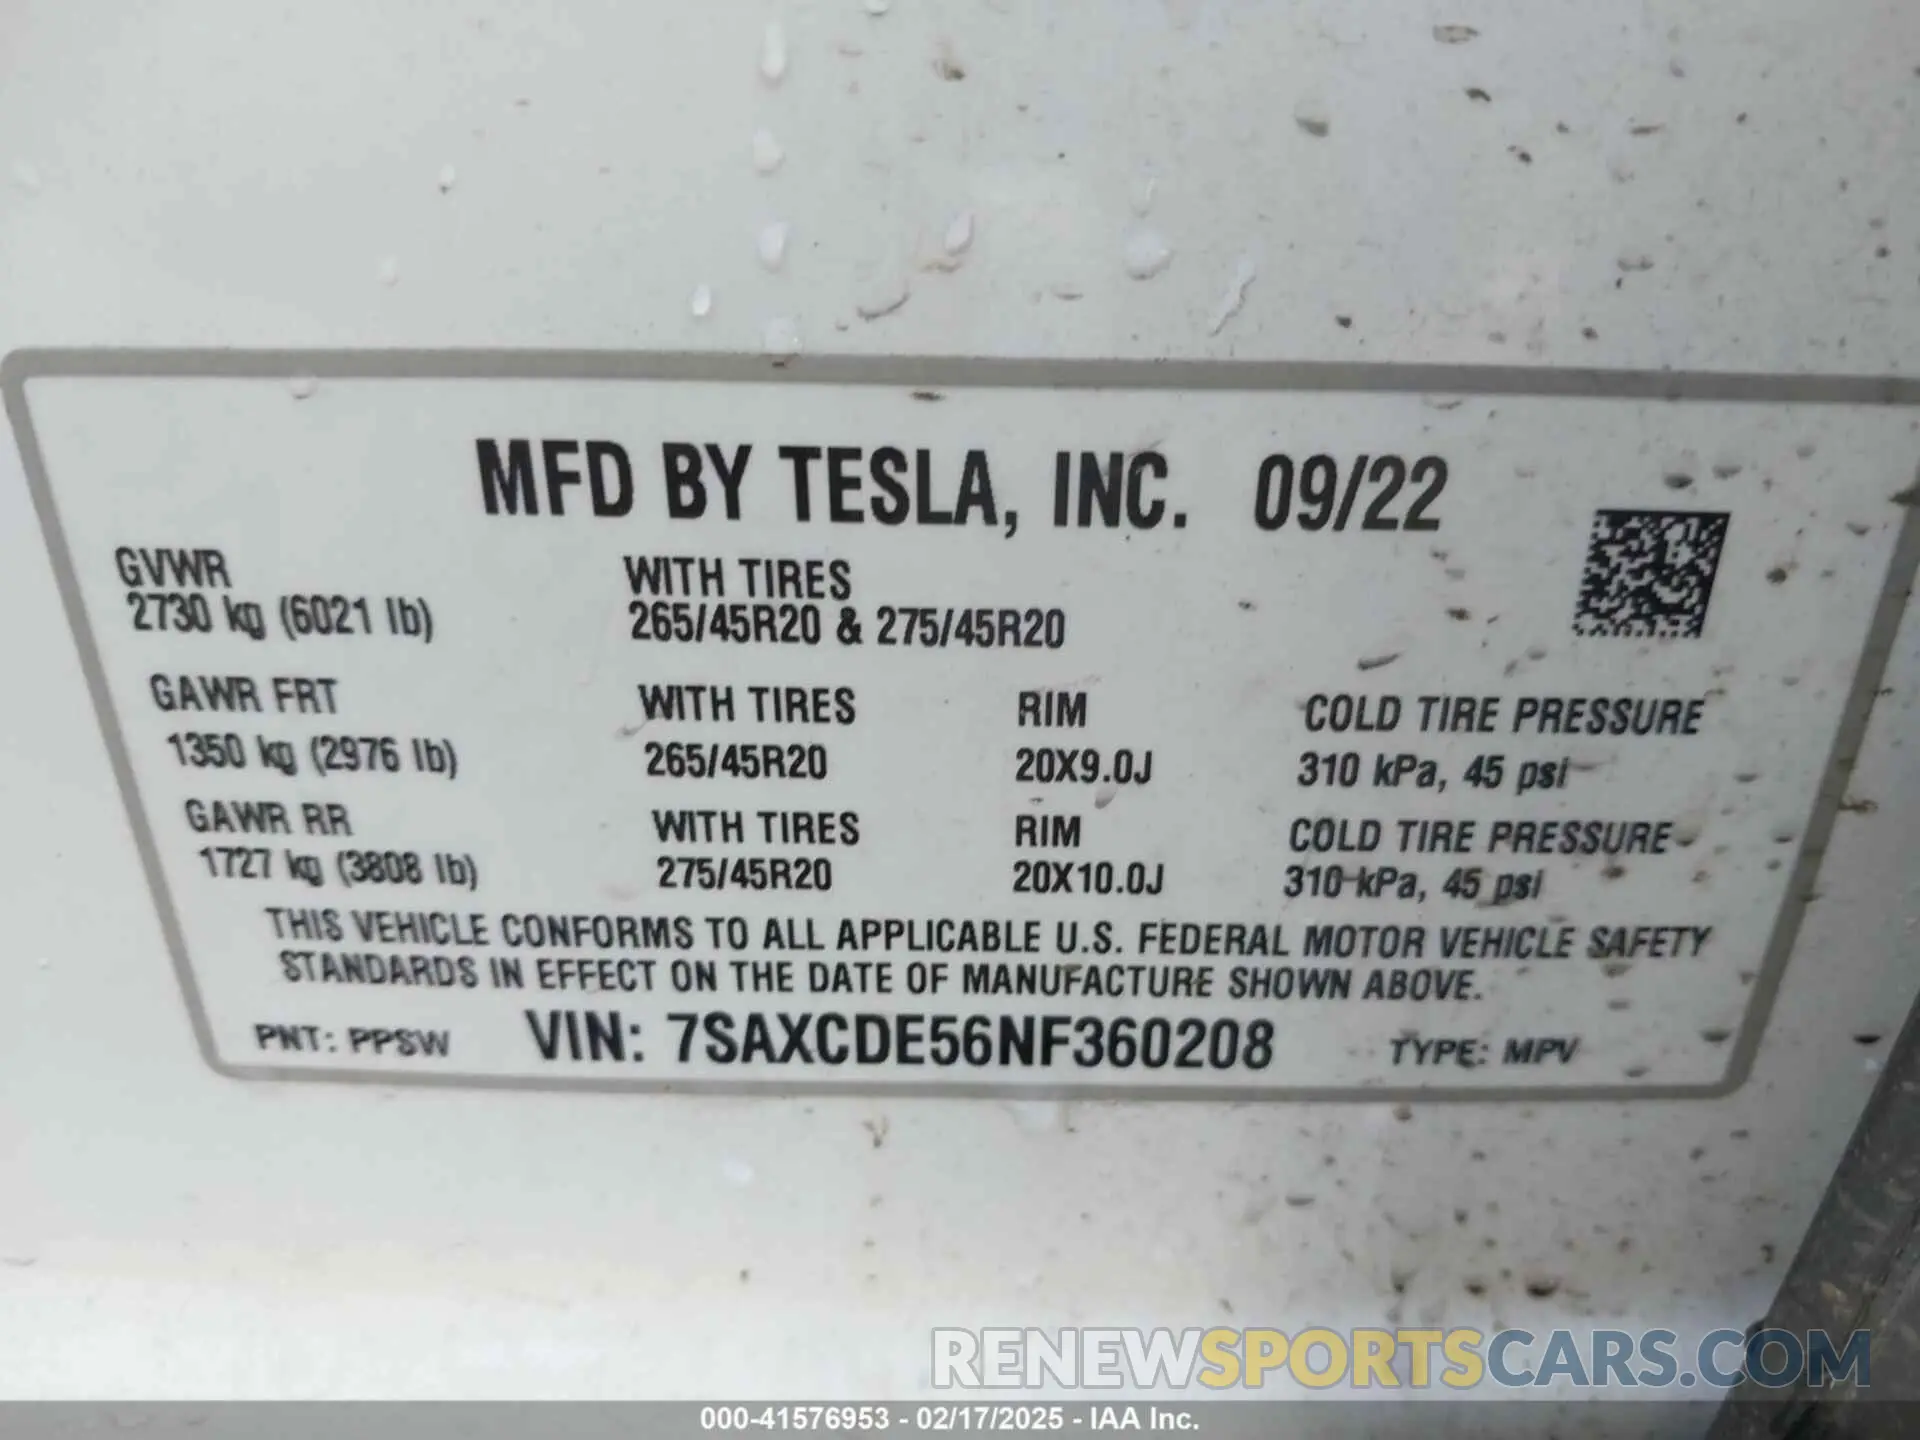 MFD BY TESLA, INC. 09/22
GVWR WITH TIRES
2730 kg (6021 lb) 265/45R20 & 275/45R20
GAWR FRT WITH TIRES RIM COLD TIRE PRESSURE
1350 kg (2976 lb) 265/45R20 20X9.0J 310 kPa, 45 psi
GAWR RR WITH TIRES RIM COLD TIRE PRESSURE
1727 kg (3808 lb) 275/45R20 20X10.0J 310 kPa, 45 psi
THIS VEHICLE CONFORMS TO ALL APPLICABLE U.S. FEDERAL MOTOR VEHICLE SAFETY
STANDARDS IN EFFECT ON THE DATE OF MANUFACTURE SHOWN ABOVE.
PNT: PPSW VIN: 7SAXCDE56NF360208 TYPE: MPV
RENEWSPORTSCARS.COM
000-41576953 - 02/17/2025 - IAA Inc.